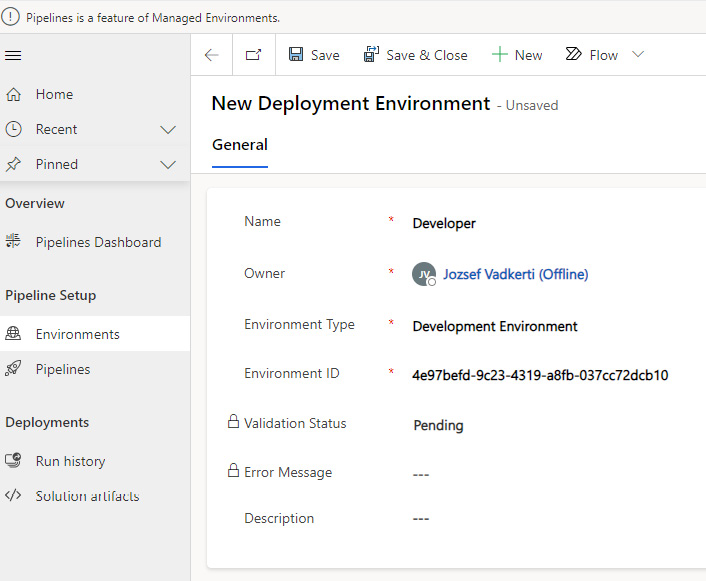 Pipelines is a feature of Managed Environments.
Save
Save & Close
New
Flow
Home
Recent
Pinned
Overview
Pipelines Dashboard
Pipeline Setup
Environments
Pipelines
Deployments
Run history
Solution artifacts
New Deployment Environment - Unsaved
General
Name * Developer
Owner * JV Jozsef Vadkerti (Offline)
Environment Type * Development Environment
Environment ID * 4e97befd-9c23-4319-a8fb-037cc72dcb10
Validation Status Pending
Error Message ---
Description ---